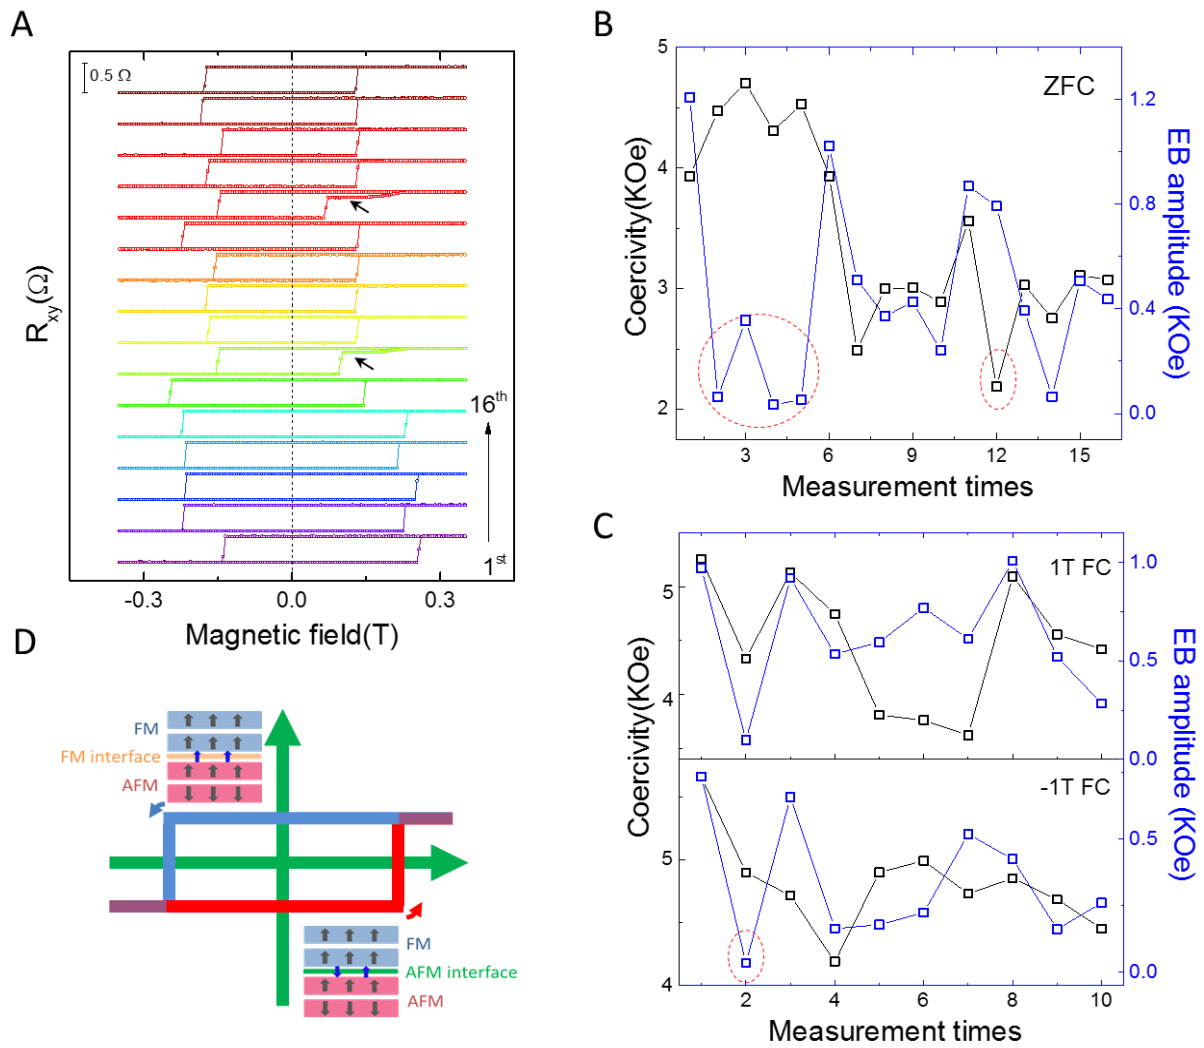 A
0.5 Ω
Rxy(Ω)
16th
1st
-0.3
0.0
0.3
Magnetic field(T)
B
ZFC
5
4
3
2
Coercivity(KOe)
1.2
0.8
0.4
0.0
EB amplitude (KOe)
3
6
9
12
15
Measurement times
C
1T FC
5
4
Coercivity(KOe)
1.0
0.5
0.0
EB amplitude (KOe)
-1T FC
5
4
0.5
0.0
2
4
6
8
10
Measurement times
D
FM
FM interface
AFM
FM
AFM interface
AFM